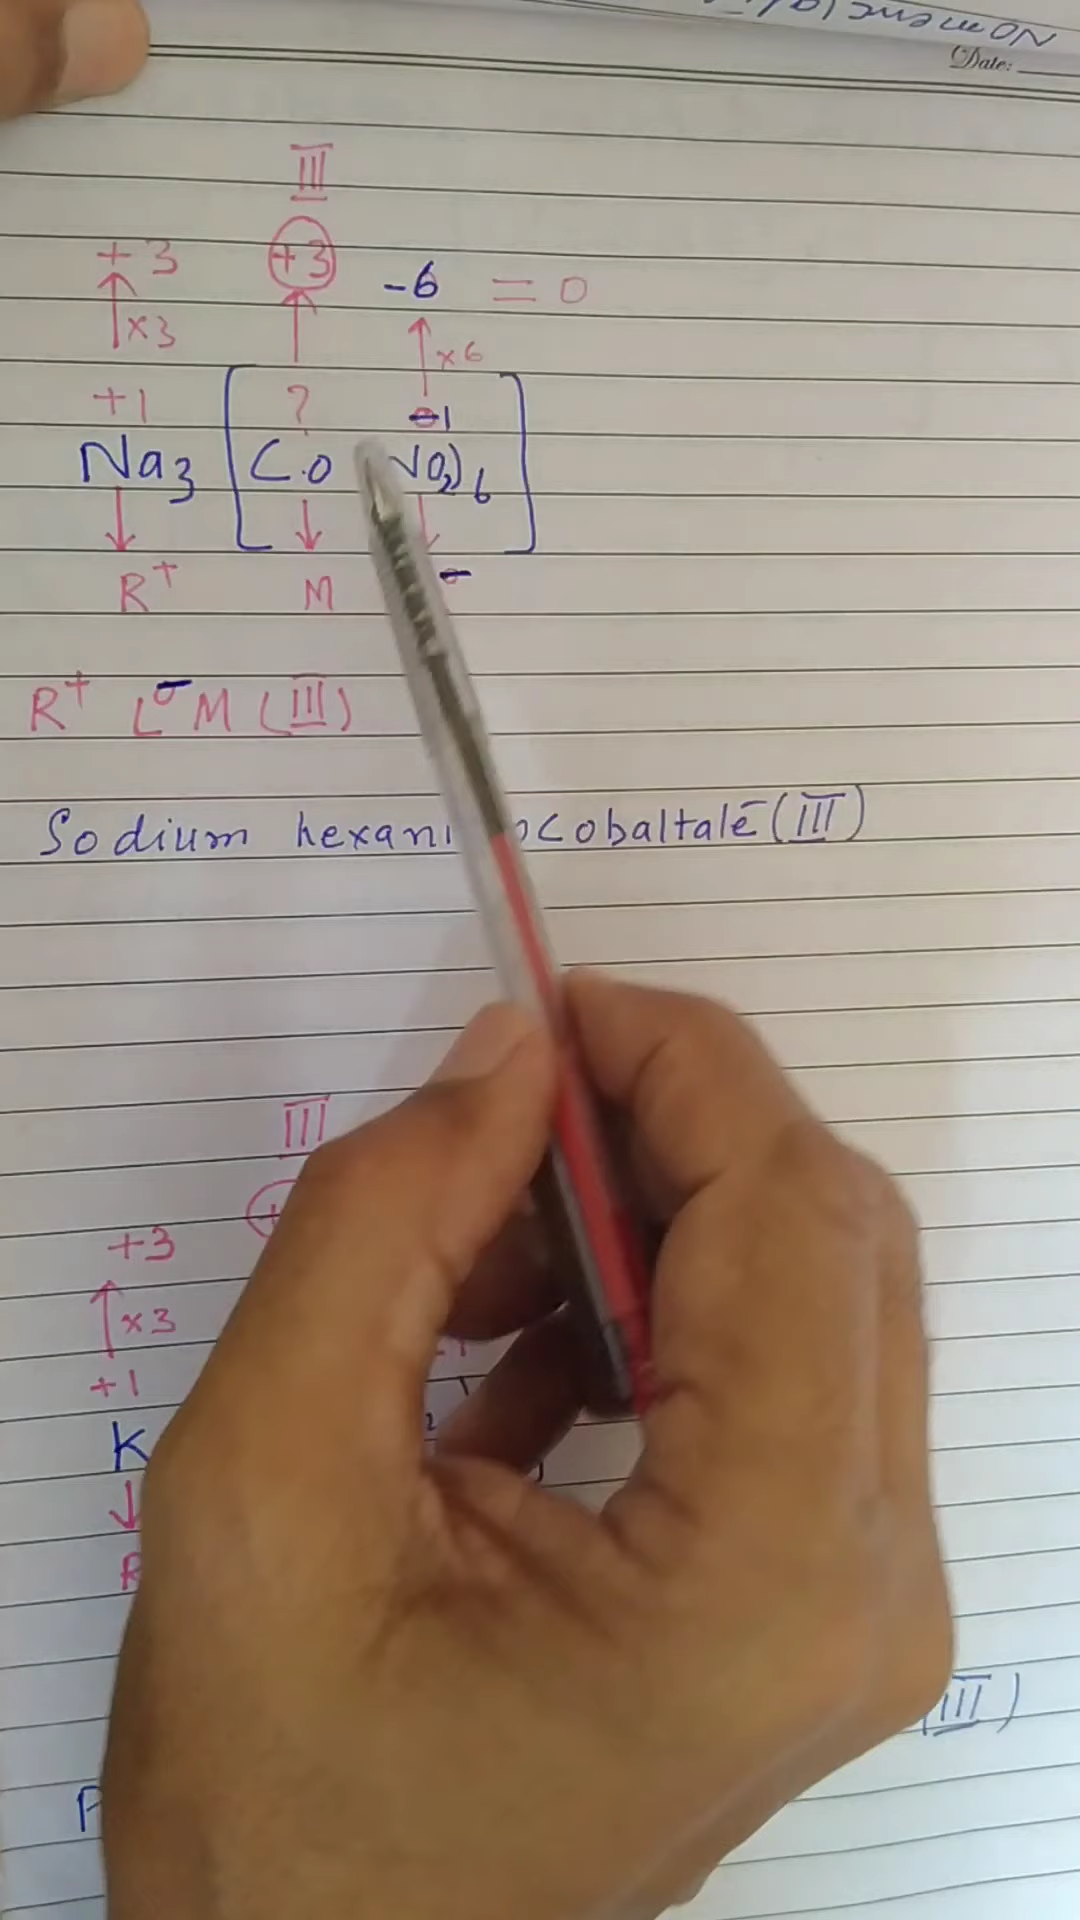 Date:
III
+3 +3 -6 = 0
×3 ×6
+1 ? -1
Na3 [Co NO2)6]
R+ M -
R+ L- M (III)
Sodium hexani ocobaltate (III)
III
+3
×3
+1
K
R
(III)
P